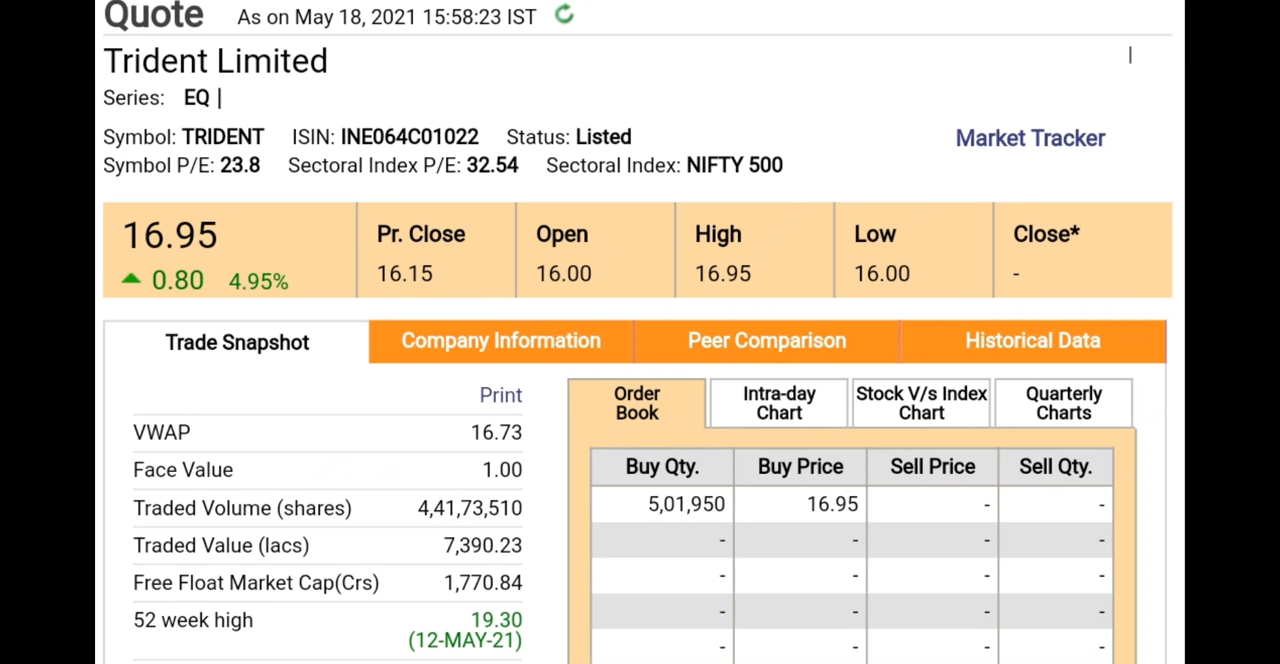 Quote As on May 18, 2021 15:58:23 IST
Trident Limited |
Series: EQ |
Symbol: TRIDENT ISIN: INE064C01022 Status: Listed
Market Tracker
Symbol P/E: 23.8 Sectoral Index P/E: 32.54 Sectoral Index: NIFTY 500
16.95
0.80 4.95%
Pr. Close
16.15
Open
16.00
High
16.95
Low
16.00
Close*
-
Trade Snapshot Company Information Peer Comparison Historical Data
Print
VWAP 16.73
Face Value 1.00
Traded Volume (shares) 4,41,73,510
Traded Value (lacs) 7,390.23
Free Float Market Cap(Crs) 1,770.84
52 week high 19.30
(12-MAY-21)
Order
Book
Intra-day
Chart
Stock V/s Index
Chart
Quarterly
Charts
Buy Qty. Buy Price Sell Price Sell Qty.
5,01,950 16.95 - -
- - - -
- - - -
- - - -
- - - -